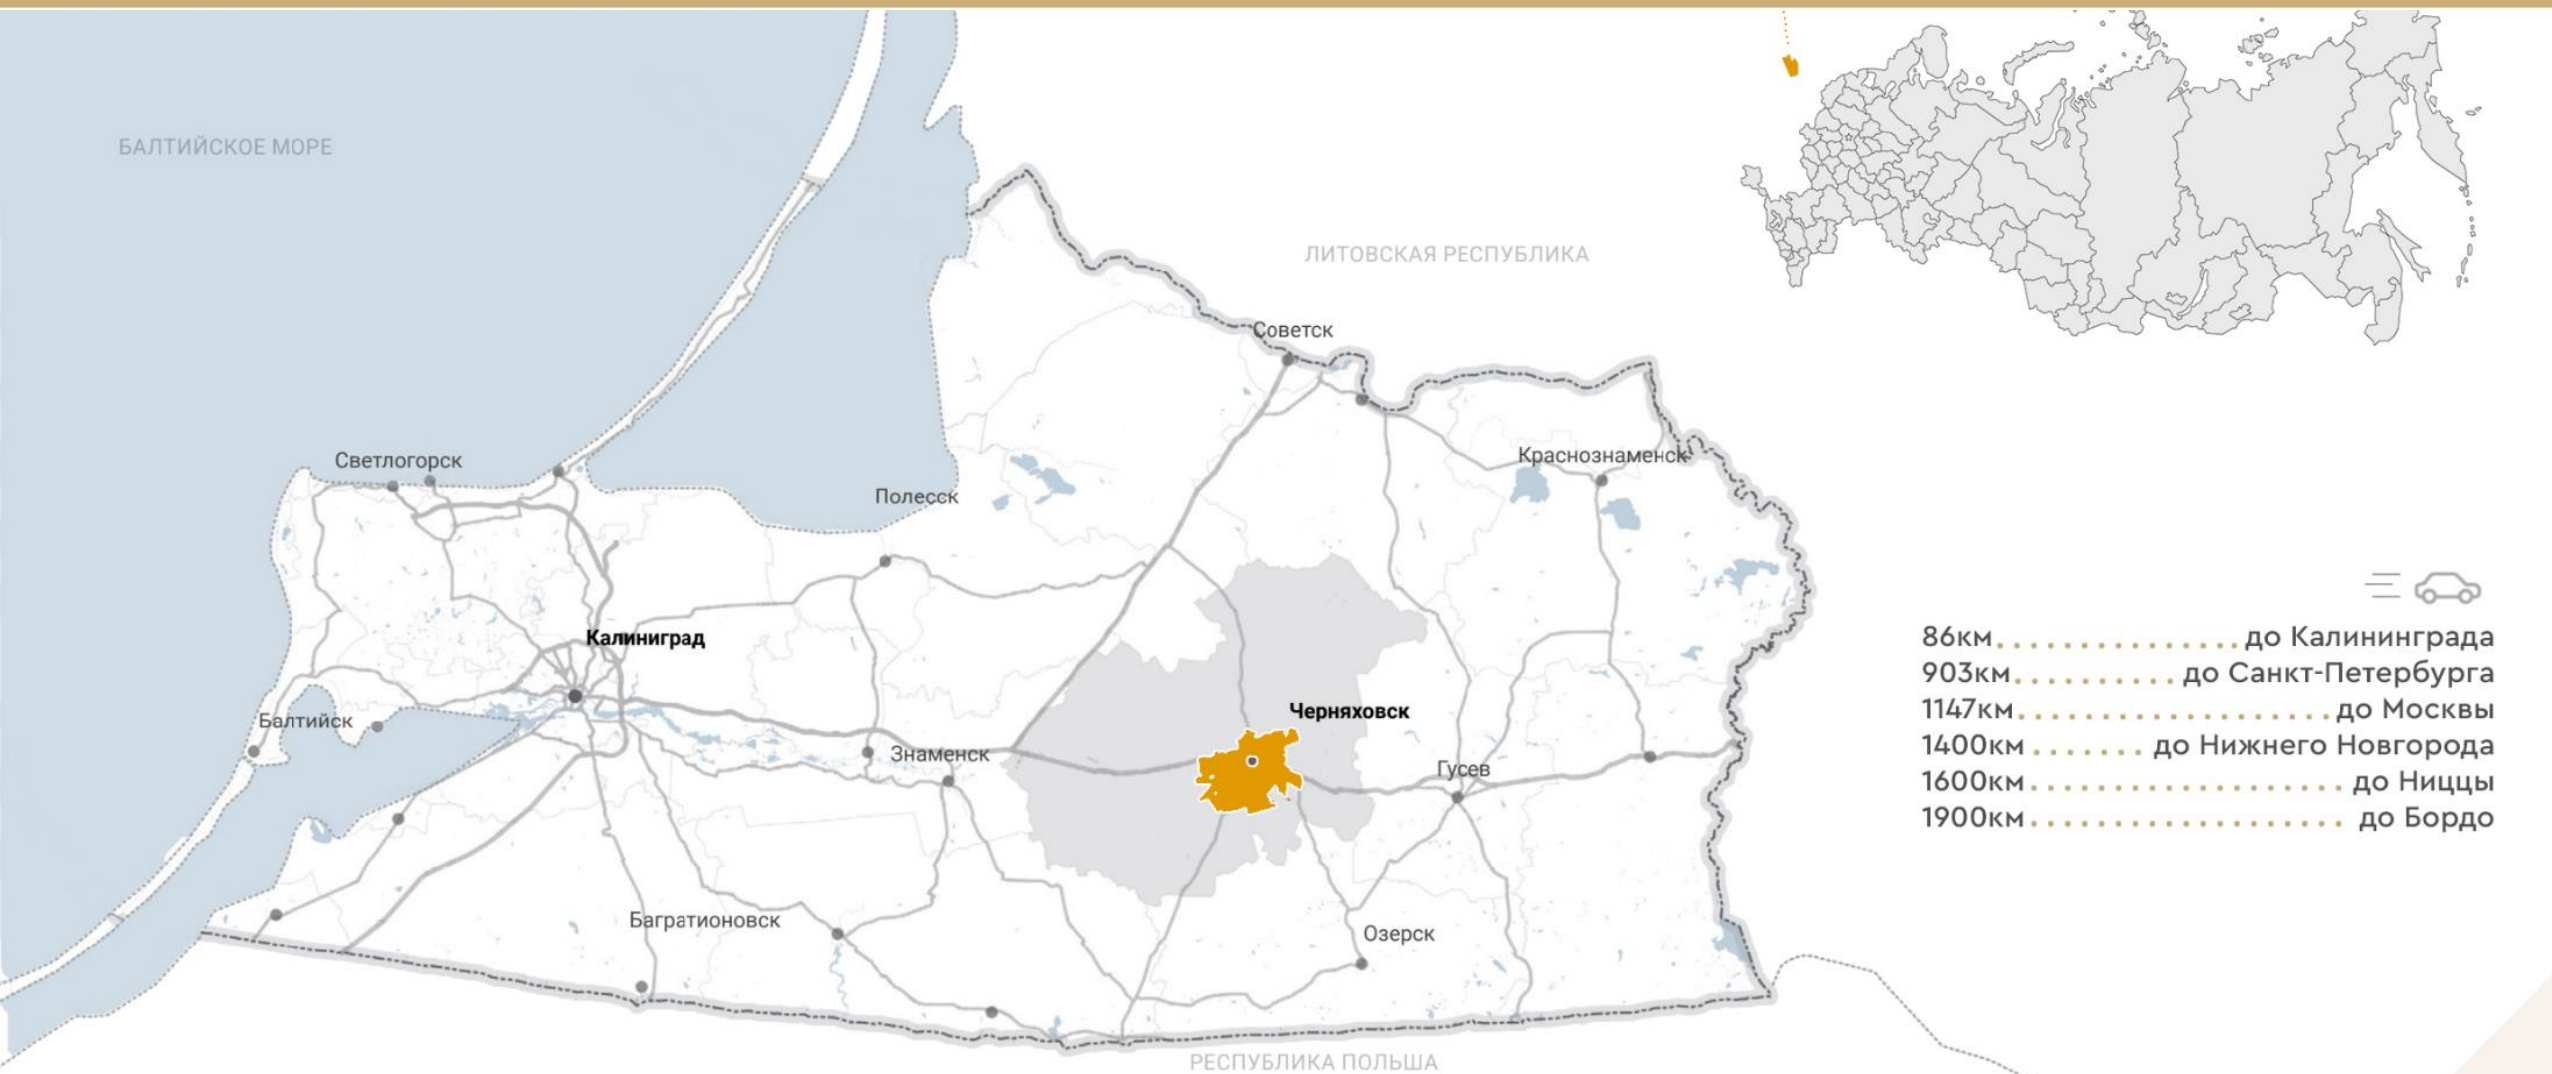 БАЛТИЙСКОЕ МОРЕ
ЛИТОВСКАЯ РЕСПУБЛИКА
Советск
Краснознаменск
Светлогорск
Полесск
Калиниград
Черняховск
Балтийск
Знаменск
Гусев
Багратионовск
Озерск
РЕСПУБЛИКА ПОЛЬША
86км...............до Калининграда
903км..........до Санкт-Петербурга
1147км...................до Москвы
1400км.......до Нижнего Новгорода
1600км...................до Ниццы
1900км...................до Бордо